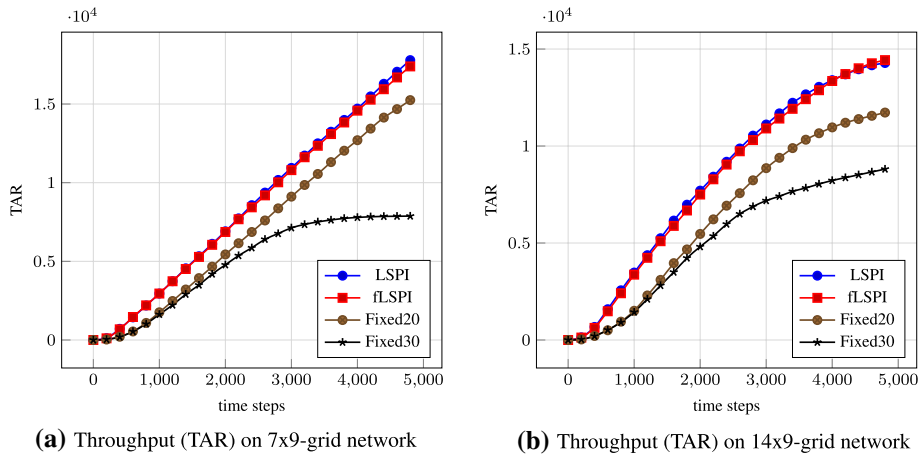 ·10⁴
TAR
1.5
1
0.5
0
0
1,000
2,000
3,000
4,000
5,000
time steps
LSPI
fLSPI
Fixed20
Fixed30
(a) Throughput (TAR) on 7x9-grid network
·10⁴
TAR
1.5
1
0.5
0
0
1,000
2,000
3,000
4,000
5,000
time steps
LSPI
fLSPI
Fixed20
Fixed30
(b) Throughput (TAR) on 14x9-grid network